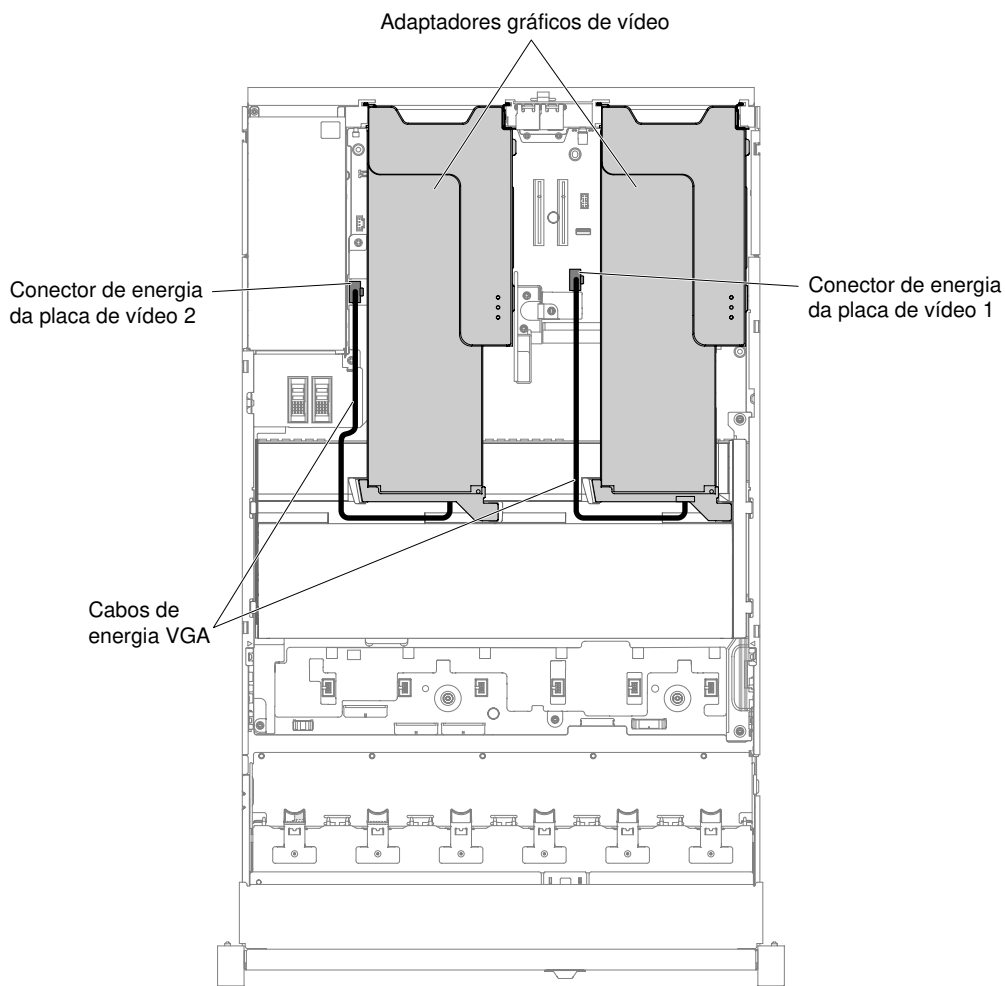 Adaptadores gráficos de vídeo
Conector de energia
da placa de vídeo 2
Conector de energia
da placa de vídeo 1
Cabos de
energia VGA